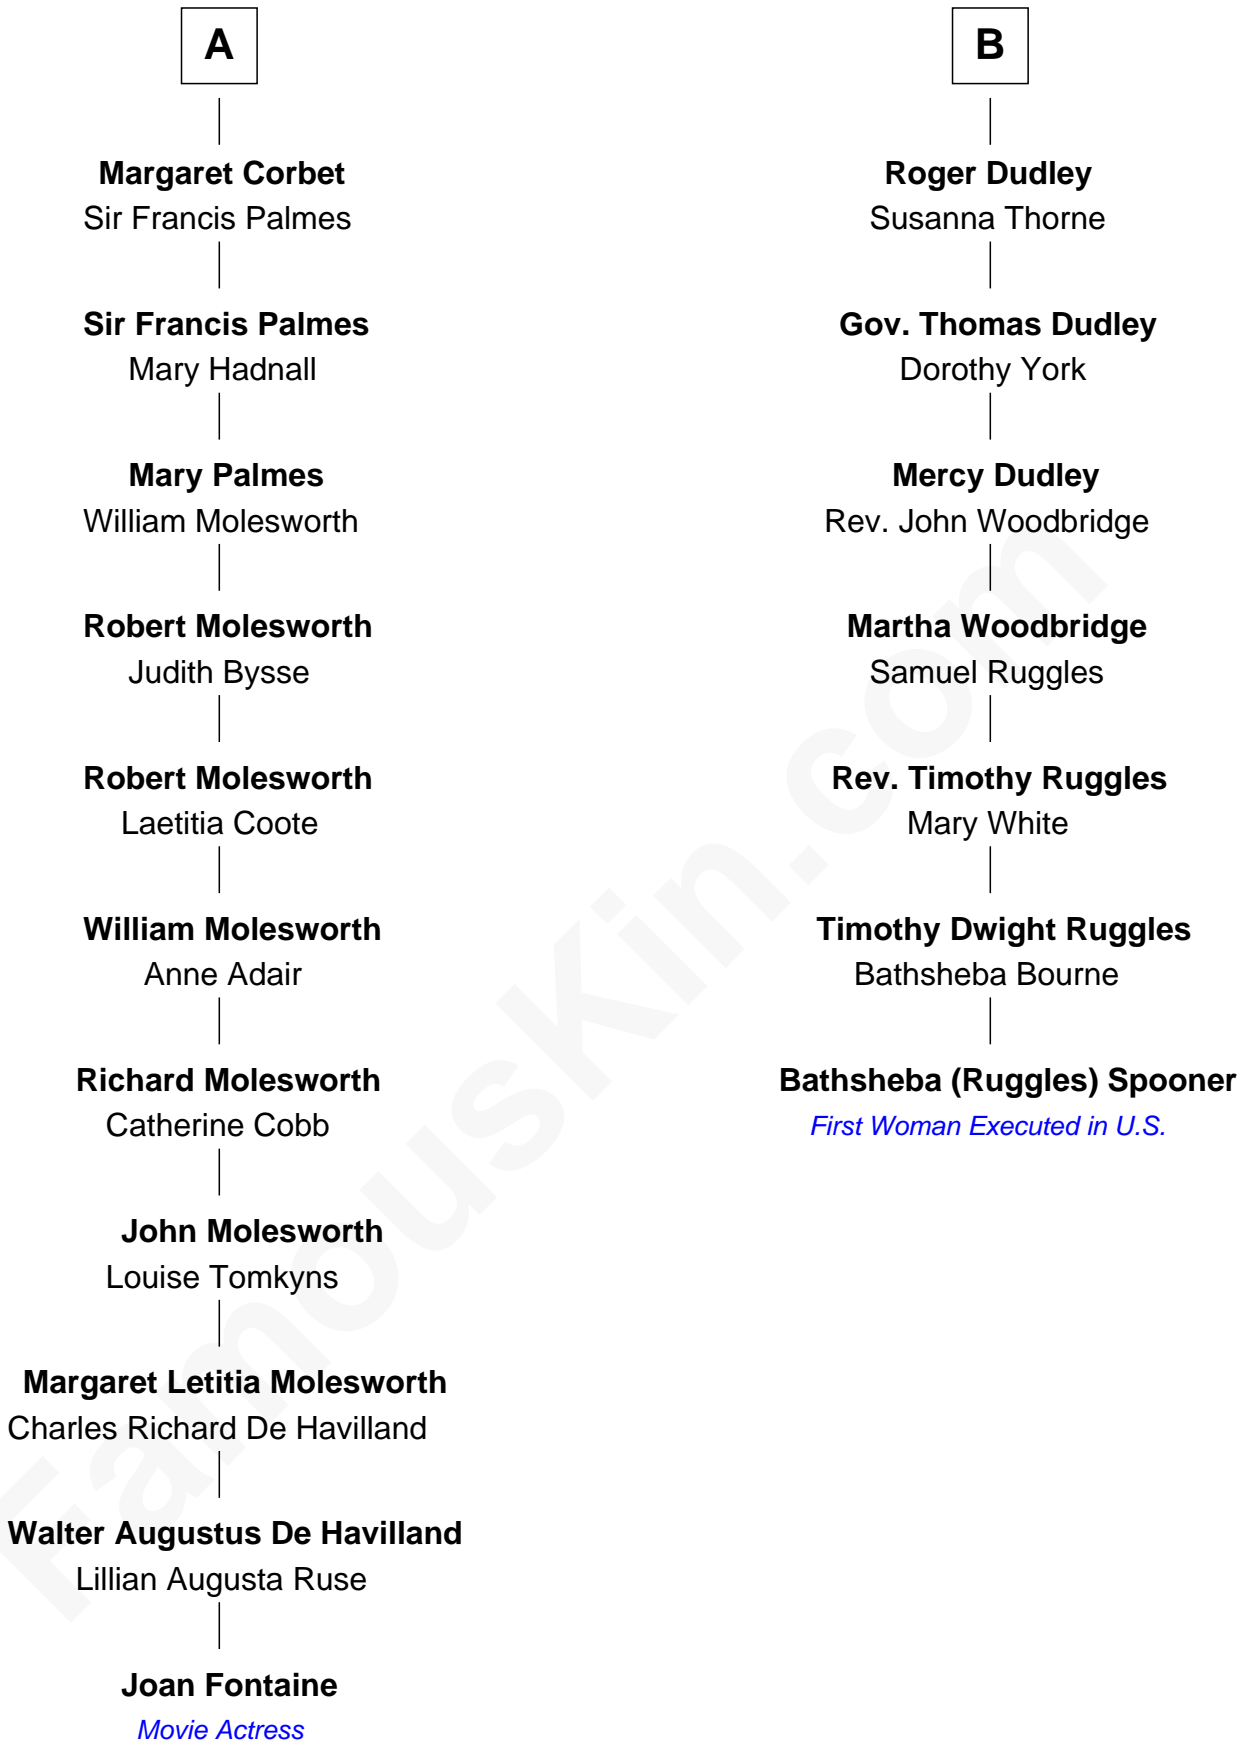 A
Margaret Corbet
Sir Francis Palmes
Sir Francis Palmes
Mary Hadnall
Mary Palmes
William Molesworth
Robert Molesworth
Judith Bysse
Robert Molesworth
Laetitia Coote
William Molesworth
Anne Adair
Richard Molesworth
Catherine Cobb
John Molesworth
Louise Tomkyns
Margaret Letitia Molesworth
Charles Richard De Havilland
Walter Augustus De Havilland
Lillian Augusta Ruse
Joan Fontaine
Movie Actress
B
Roger Dudley
Susanna Thorne
Gov. Thomas Dudley
Dorothy York
Mercy Dudley
Rev. John Woodbridge
Martha Woodbridge
Samuel Ruggles
Rev. Timothy Ruggles
Mary White
Timothy Dwight Ruggles
Bathsheba Bourne
Bathsheba (Ruggles) Spooner
First Woman Executed in U.S.
FamousKin.com